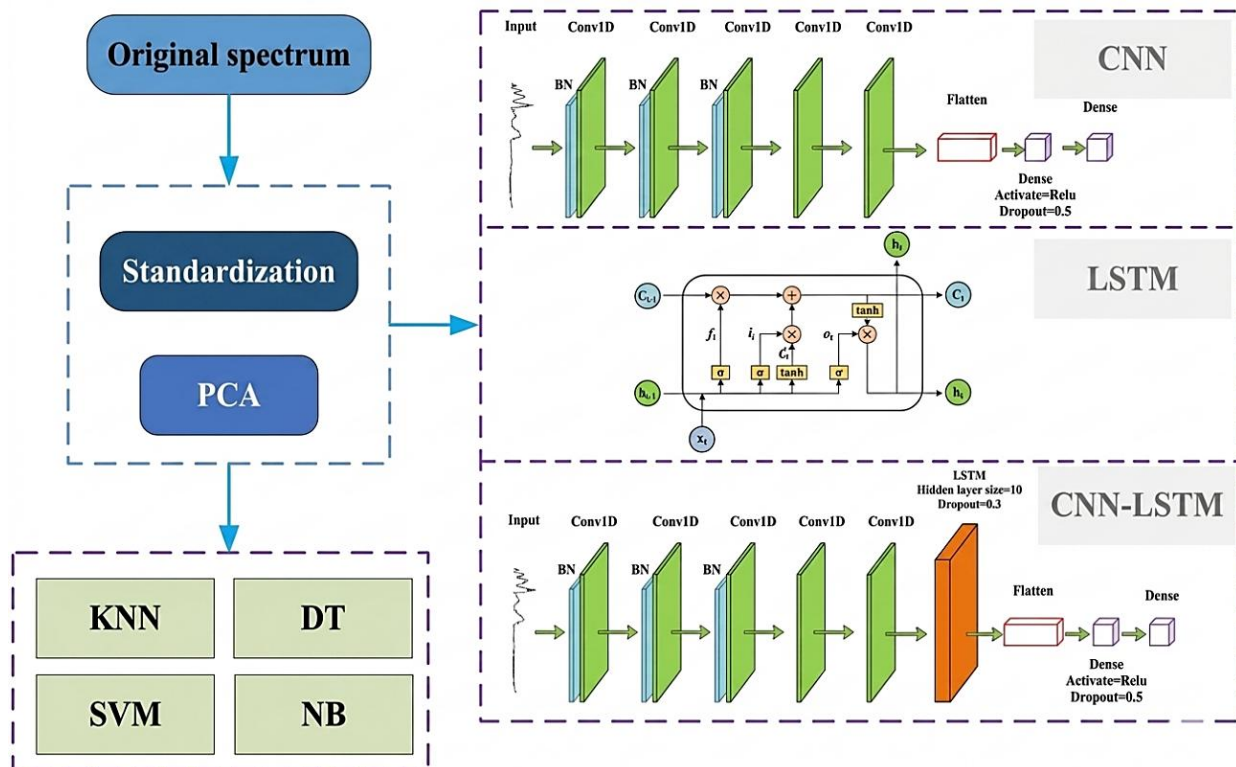 Original spectrum
Standardization
PCA
KNN
DT
SVM
NB
CNN
Input
Conv1D
Conv1D
Conv1D
Conv1D
Conv1D
BN
BN
BN
Flatten
Dense
Dense
Activate=Relu
Dropout=0.5
LSTM
h
C
tanh
σ
σ
tanh
σ
CNN-LSTM
LSTM
Hidden layer size=10
Dropout=0.3
Input
Conv1D
Conv1D
Conv1D
Conv1D
Conv1D
BN
BN
BN
Flatten
Dense
Dense
Activate=Relu
Dropout=0.5